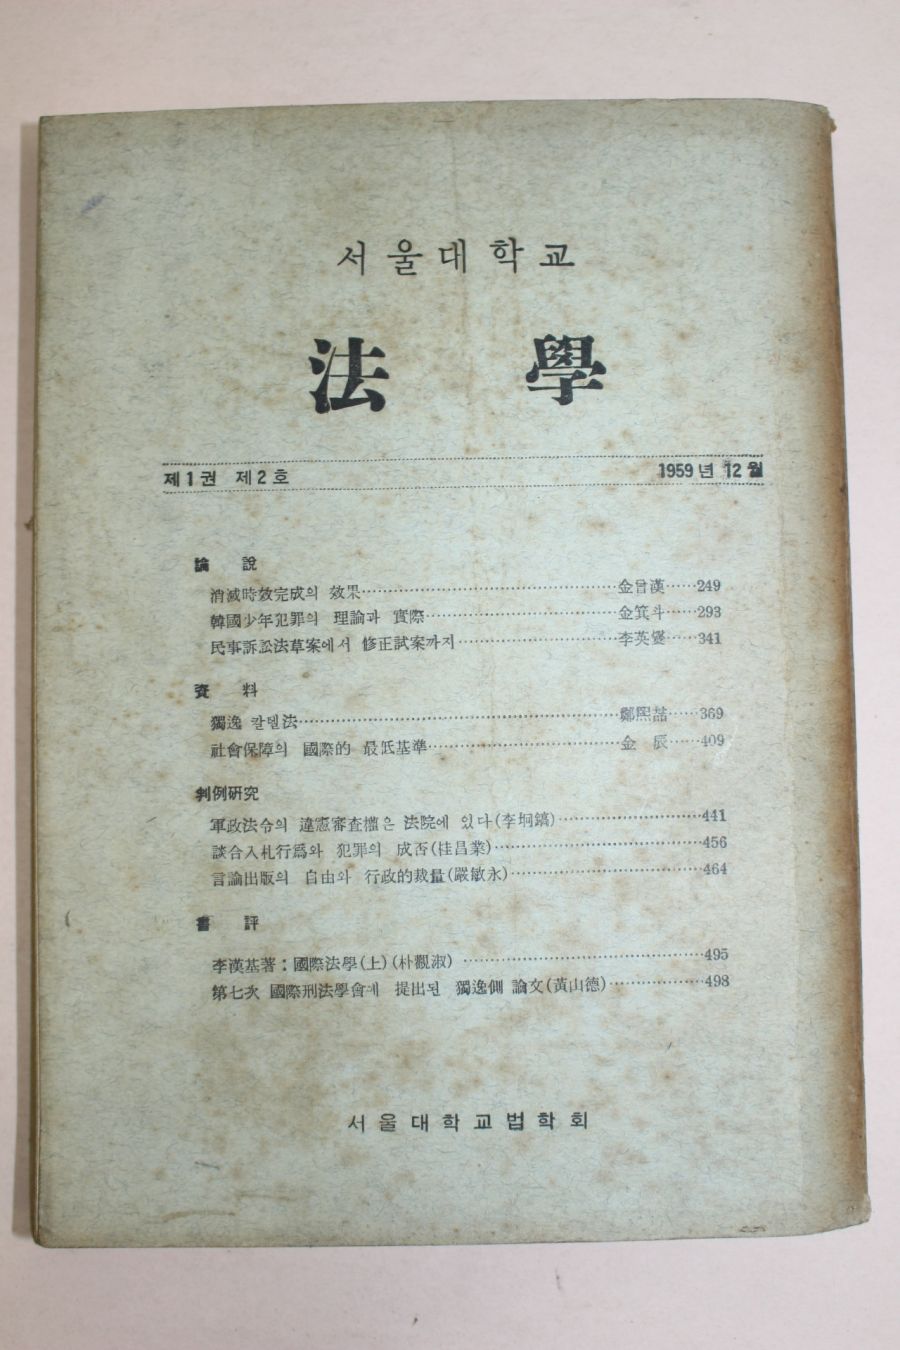 서울대학교
法學
제1권 제2호 1959년 12월
論說
消滅時效完成의 效果……金曾漢……249
韓國少年犯罪의 理論과 實際……金箕斗……293
民事訴訟法草案에서 修正試案까지……李英燮……341
資料
獨逸 칼텔法……鄭熙喆……369
社會保障의 國際的 最低基準……金辰……409
判例硏究
軍政法令의 違憲審査權은 法院에 있다(李坰鎬)……441
談合入札行爲와 犯罪의 成否(桂昌業)……456
言論出版의 自由와 行政的裁量(嚴敏永)……464
書評
李漢基著: 國際法學(上)(朴觀淑)……495
第七次 國際刑法學會에 提出된 獨逸側 論文(黃山德)……498
서울대학교법학회